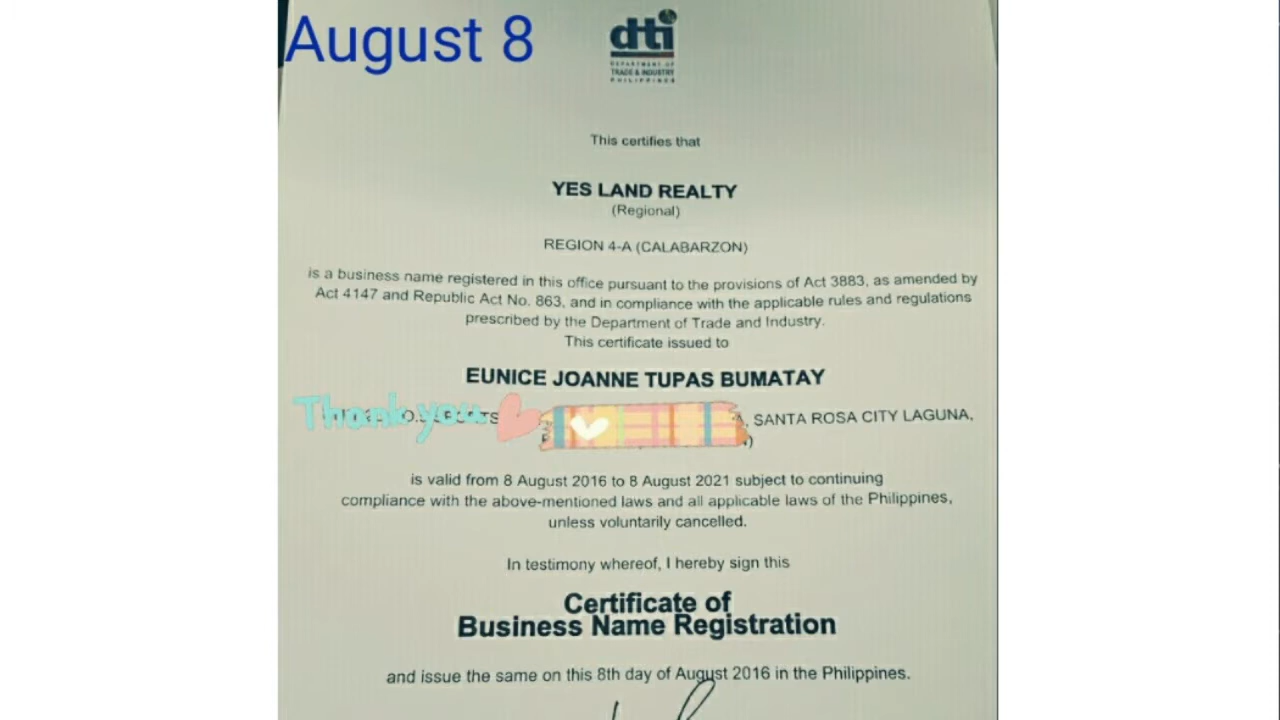 August 8
dti
DEPARTMENT OF
TRADE & INDUSTRY
PHILIPPINES
This certifies that
YES LAND REALTY
(Regional)
REGION 4-A (CALABARZON)
is a business name registered in this office pursuant to the provisions of Act 3883, as amended by
Act 4147 and Republic Act No. 863, and in compliance with the applicable rules and regulations
prescribed by the Department of Trade and Industry.
This certificate issued to
EUNICE JOANNE TUPAS BUMATAY
Thank you
SANTA ROSA CITY LAGUNA,
is valid from 8 August 2016 to 8 August 2021 subject to continuing
compliance with the above-mentioned laws and all applicable laws of the Philippines,
unless voluntarily cancelled.
In testimony whereof, I hereby sign this
Certificate of
Business Name Registration
and issue the same on this 8th day of August 2016 in the Philippines.